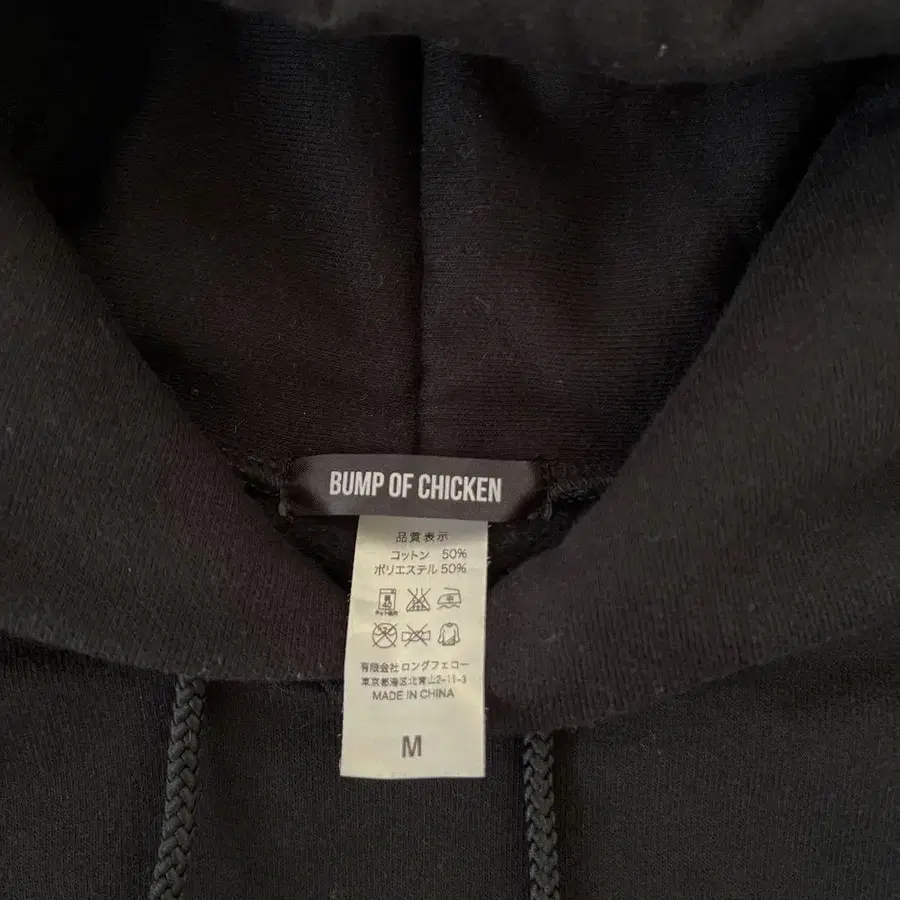 BUMP OF CHICKEN
品質表示
コットン 50%
ポリエステル 50%
40
中
有限会社 ロングフェロー
東京都港区北青山2-11-3
MADE IN CHINA
M